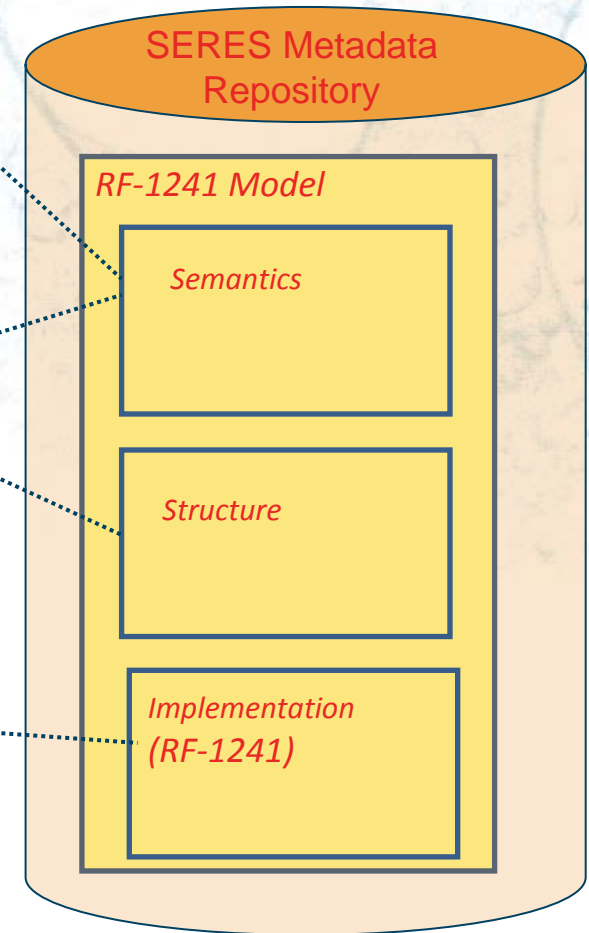 SERES Metadata
Repository
RF-1241 Model
Semantics
Structure
Implementation
(RF-1241)